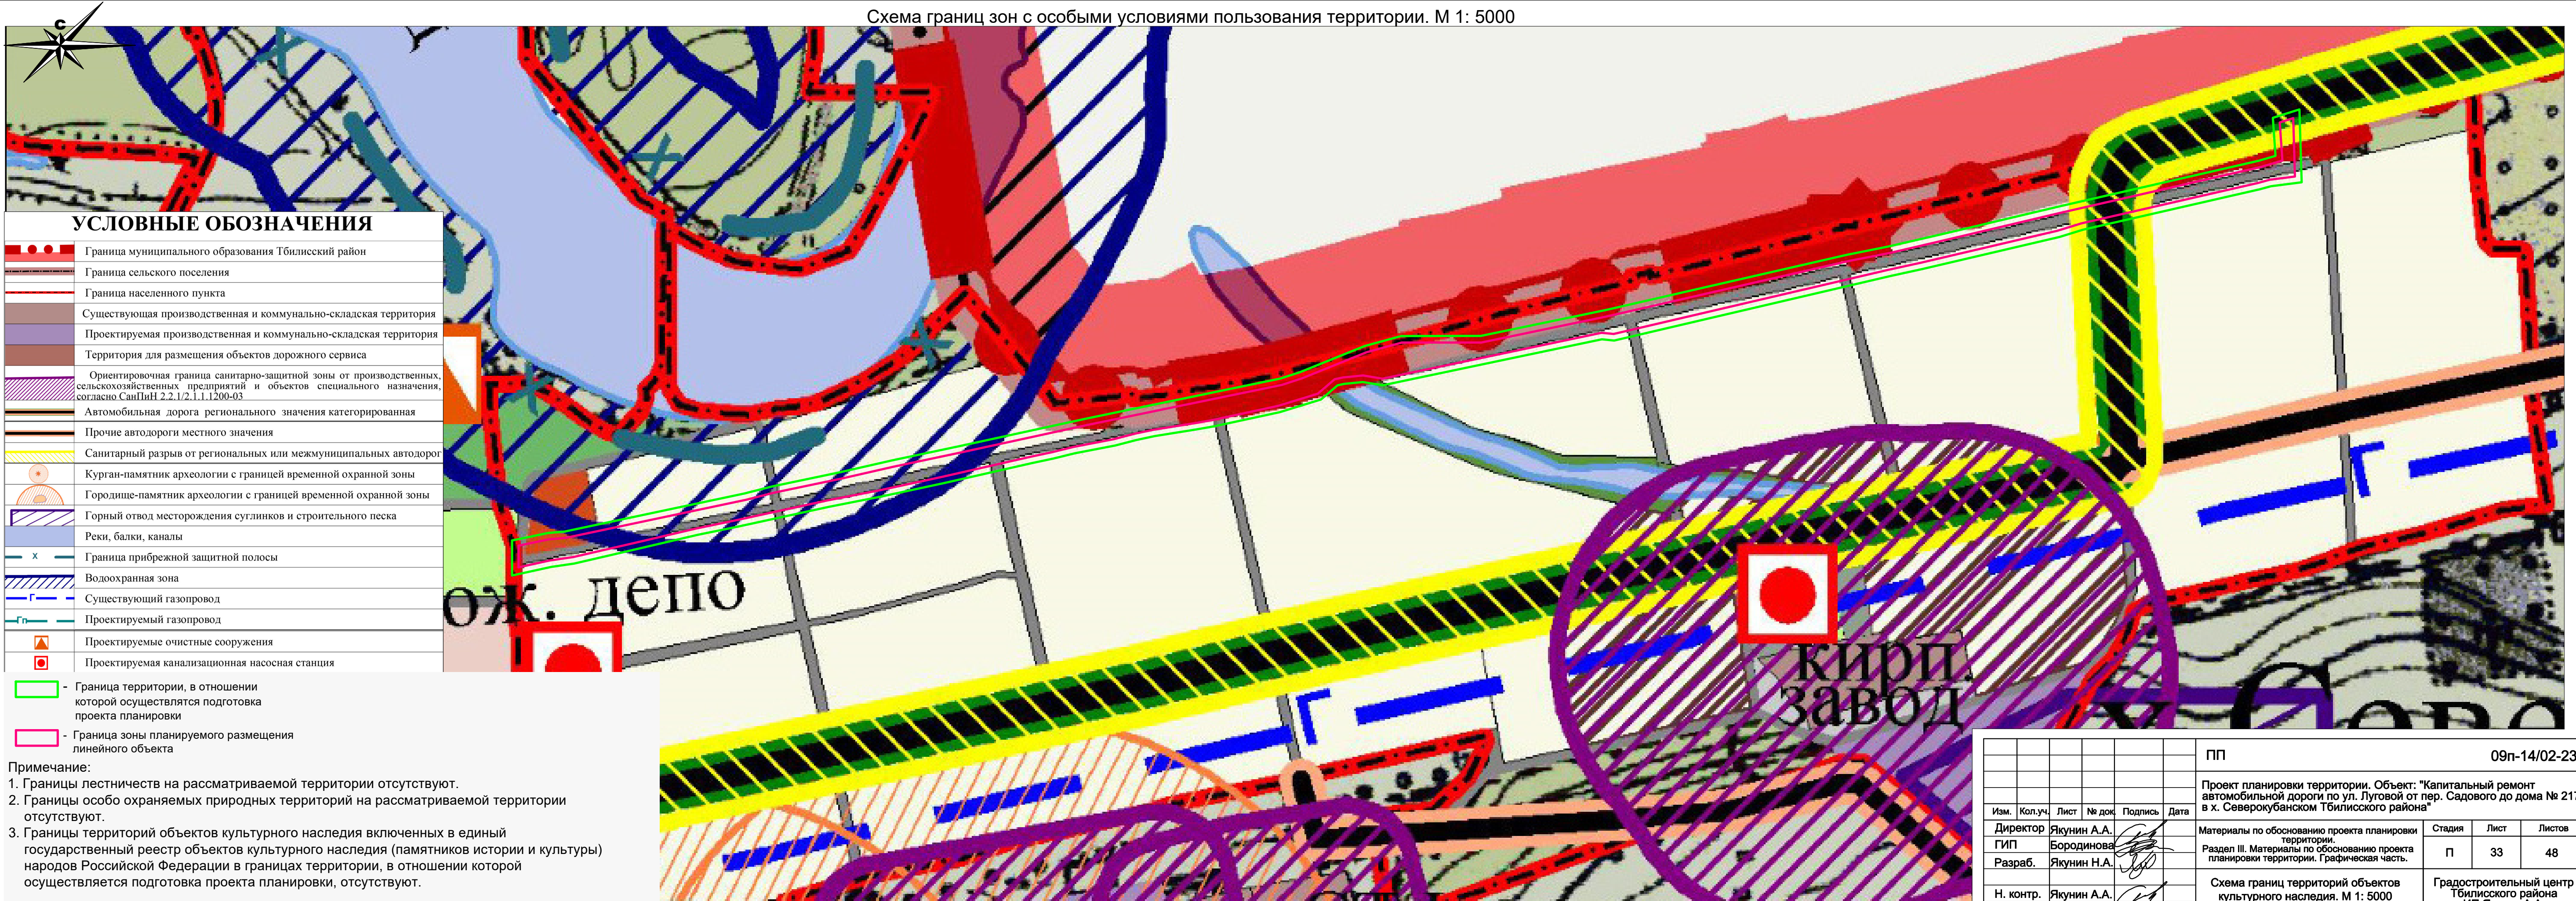 Схема границ зон с особыми условиями пользования территории. М 1: 5000
с
УСЛОВНЫЕ ОБОЗНАЧЕНИЯ
Граница муниципального образования Тбилисский район
Граница сельского поселения
Граница населенного пункта
Существующая производственная и коммунально-складская территория
Проектируемая производственная и коммунально-складская территория
Территория для размещения объектов дорожного сервиса
Ориентировочная граница санитарно-защитной зоны от производственных,
сельскохозяйственных предприятий и объектов специального назначения,
согласно СанПиН 2.2.1/2.1.1.1200-03
Автомобильная дорога регионального значения категорированная
Прочие автодороги местного значения
Санитарный разрыв от региональных или межмуниципальных автодорог
Курган-памятник археологии с границей временной охранной зоны
Городище-памятник археологии с границей временной охранной зоны
Горный отвод месторождения суглинков и строительного песка
Реки, балки, каналы
х Граница прибрежной защитной полосы
Водоохранная зона
Г Существующий газопровод
Гп Проектируемый газопровод
Проектируемые очистные сооружения
Проектируемая канализационная насосная станция
- Граница территории, в отношении
которой осуществлятся подготовка
проекта планировки
- Граница зоны планируемого размещения
линейного объекта
Примечание:
1. Границы лестничеств на рассматриваемой территории отсутствуют.
2. Границы особо охраняемых природных территорий на рассматриваемой территории
отсутствуют.
3. Границы территорий объектов культурного наследия включенных в единый
государственный реестр объектов культурного наследия (памятников истории и культуры)
народов Российской Федерации в границах территории, в отношении которой
осуществляется подготовка проекта планировки, отсутствуют.
ож. депо
Г
Г
кирп.
завод
х Севе
ПП 09п-14/02-23
Проект планировки территории. Объект: "Капитальный ремонт
автомобильной дороги по ул. Луговой от пер. Садового до дома № 217
в х. Северокубанском Тбилисского района"
Изм. Кол.уч. Лист № док. Подпись Дата
Директор Якунин А.А.
ГИП Бородинова
Разраб. Якунин Н.А.
Н. контр. Якунин А.А.
Материалы по обоснованию проекта планировки
территории.
Раздел III. Материалы по обоснованию проекта
планировки территории. Графическая часть.
Стадия Лист Листов
П 33 48
Схема границ территорий объектов
культурного наследия. М 1: 5000
Градостроительный центр
Тбилисского района